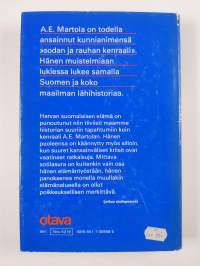 A.E. Martola on todella
ansainnut kunnianimensä
»sodan ja rauhan kenraali».
Hänen muistelmiaan
lukiessa lukee samalla
Suomen ja koko
maailman lähihistoriaa.
Harvan suomalaisen elämä on
punoutunut niin tiiviisti maamme
historian suuriin tapahtumiin kuin
kenraali A.E. Martolan. Hänen
puoleensa on käännytty myös silloin,
kun suuret kansainväliset kriisit ovat
vaatineet ratkaisuja. Mittava
sotilasura on kuitenkin vain osa
hänen elämäntyöstään, hänen
panoksensa monella muullakin
elämänalueella on ollut
poikkeuksellisen merkittävä.
otava